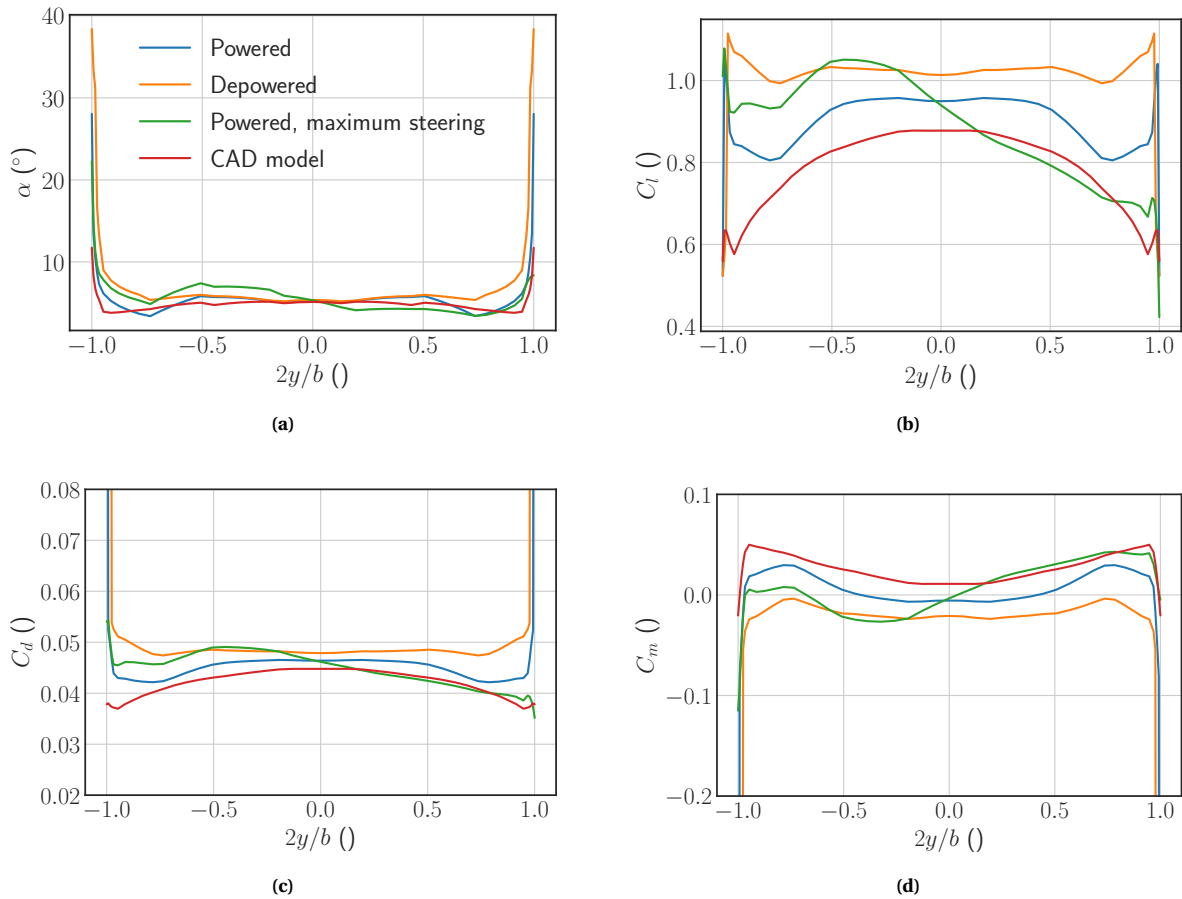 40
30
20
10
α (°)
Powered
Depowered
Powered, maximum steering
CAD model
−1.0 −0.5 0.0 0.5 1.0
2y/b ()
(a)
1.0
0.8
0.6
0.4
C_l ()
−1.0 −0.5 0.0 0.5 1.0
2y/b ()
(b)
0.08
0.07
0.06
0.05
0.04
0.03
0.02
C_d ()
−1.0 −0.5 0.0 0.5 1.0
2y/b ()
(c)
0.1
0.0
−0.1
−0.2
C_m ()
−1.0 −0.5 0.0 0.5 1.0
2y/b ()
(d)